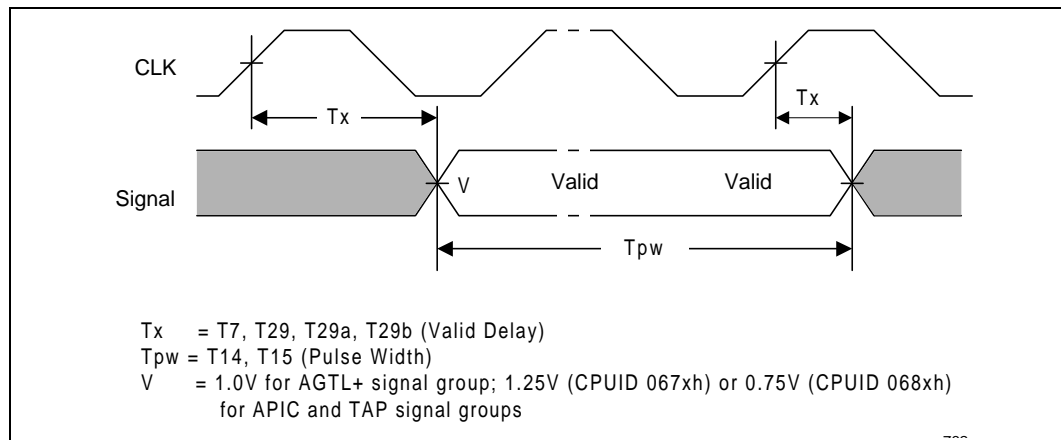 CLK
Tx
Tx
Signal
V
Valid
Valid
Tpw
Tx = T7, T29, T29a, T29b (Valid Delay)
Tpw = T14, T15 (Pulse Width)
V = 1.0V for AGTL+ signal group; 1.25V (CPUID 067xh) or 0.75V (CPUID 068xh)
for APIC and TAP signal groups